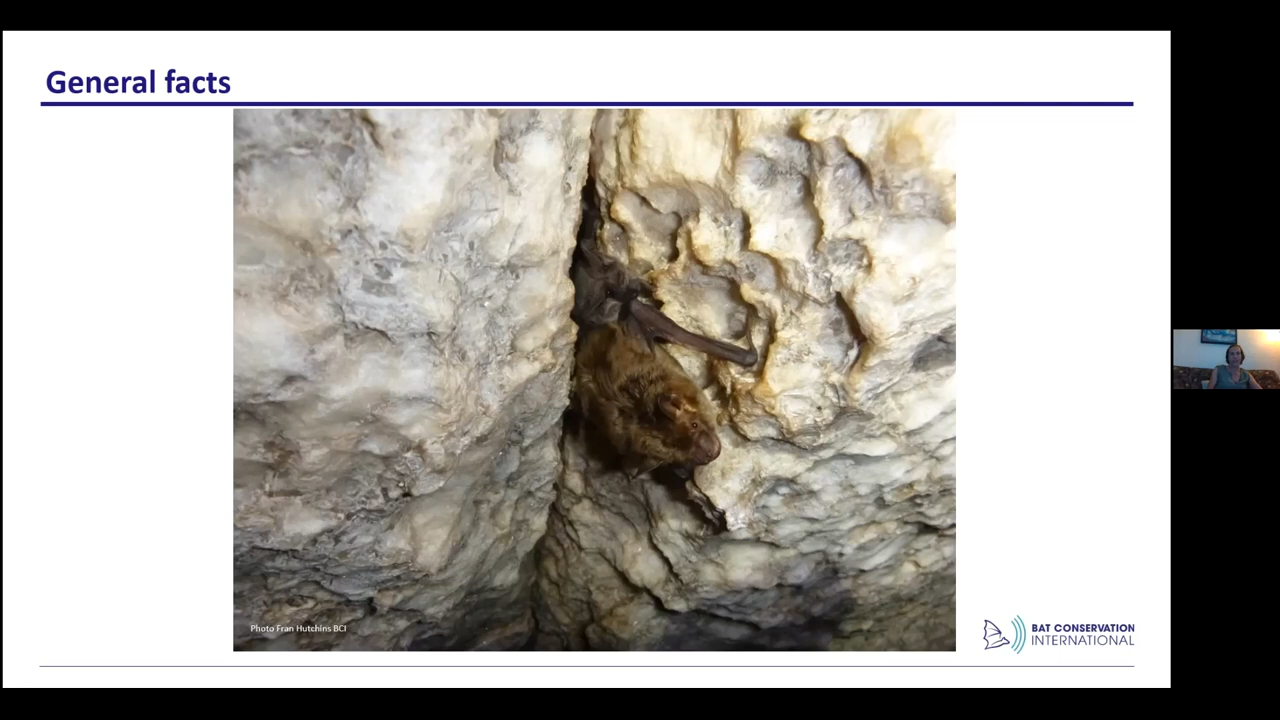 General facts
Photo Fran Hutchins BCI
BAT CONSERVATION
INTERNATIONAL